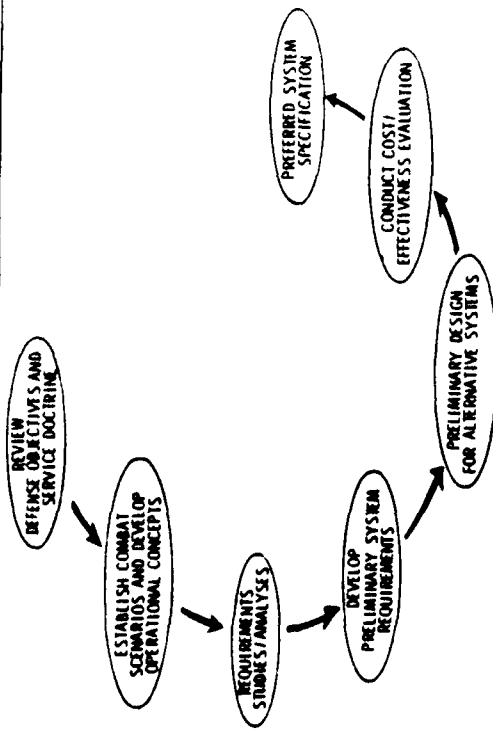 REVIEW
DEFENSE OBJECTIVES AND
SERVICE DOCTRINE
ESTABLISH COMBAT
SCENARIOS AND DEVELOP
OPERATIONAL CONCEPTS
REQUIREMENTS
STUDIES/ANALYSES
DEVELOP
PRELIMINARY SYSTEM
REQUIREMENTS
PRELIMINARY DESIGN
FOR ALTERNATIVE SYSTEMS
CONDUCT COST/
EFFECTIVENESS EVALUATION
PREFERRED SYSTEM
SPECIFICATION